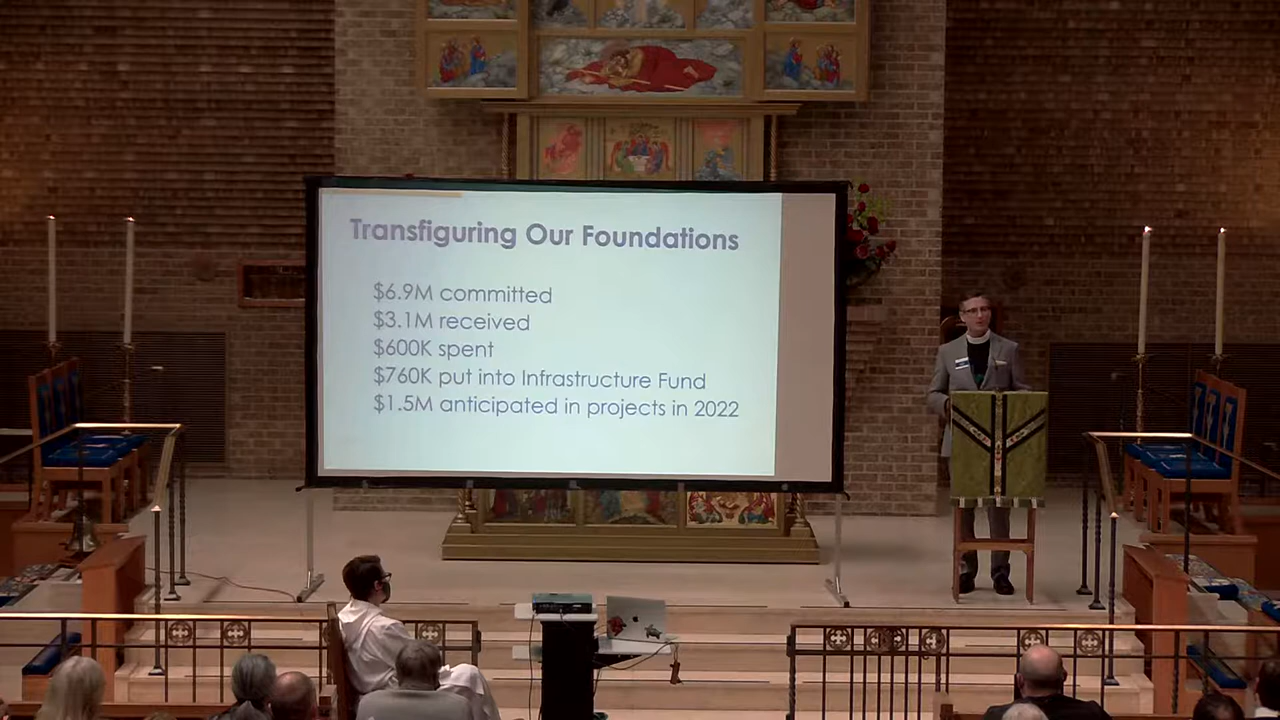 Transfiguring Our Foundations
$6.9M committed
$3.1M received
$600K spent
$760K put into Infrastructure Fund
$1.5M anticipated in projects in 2022